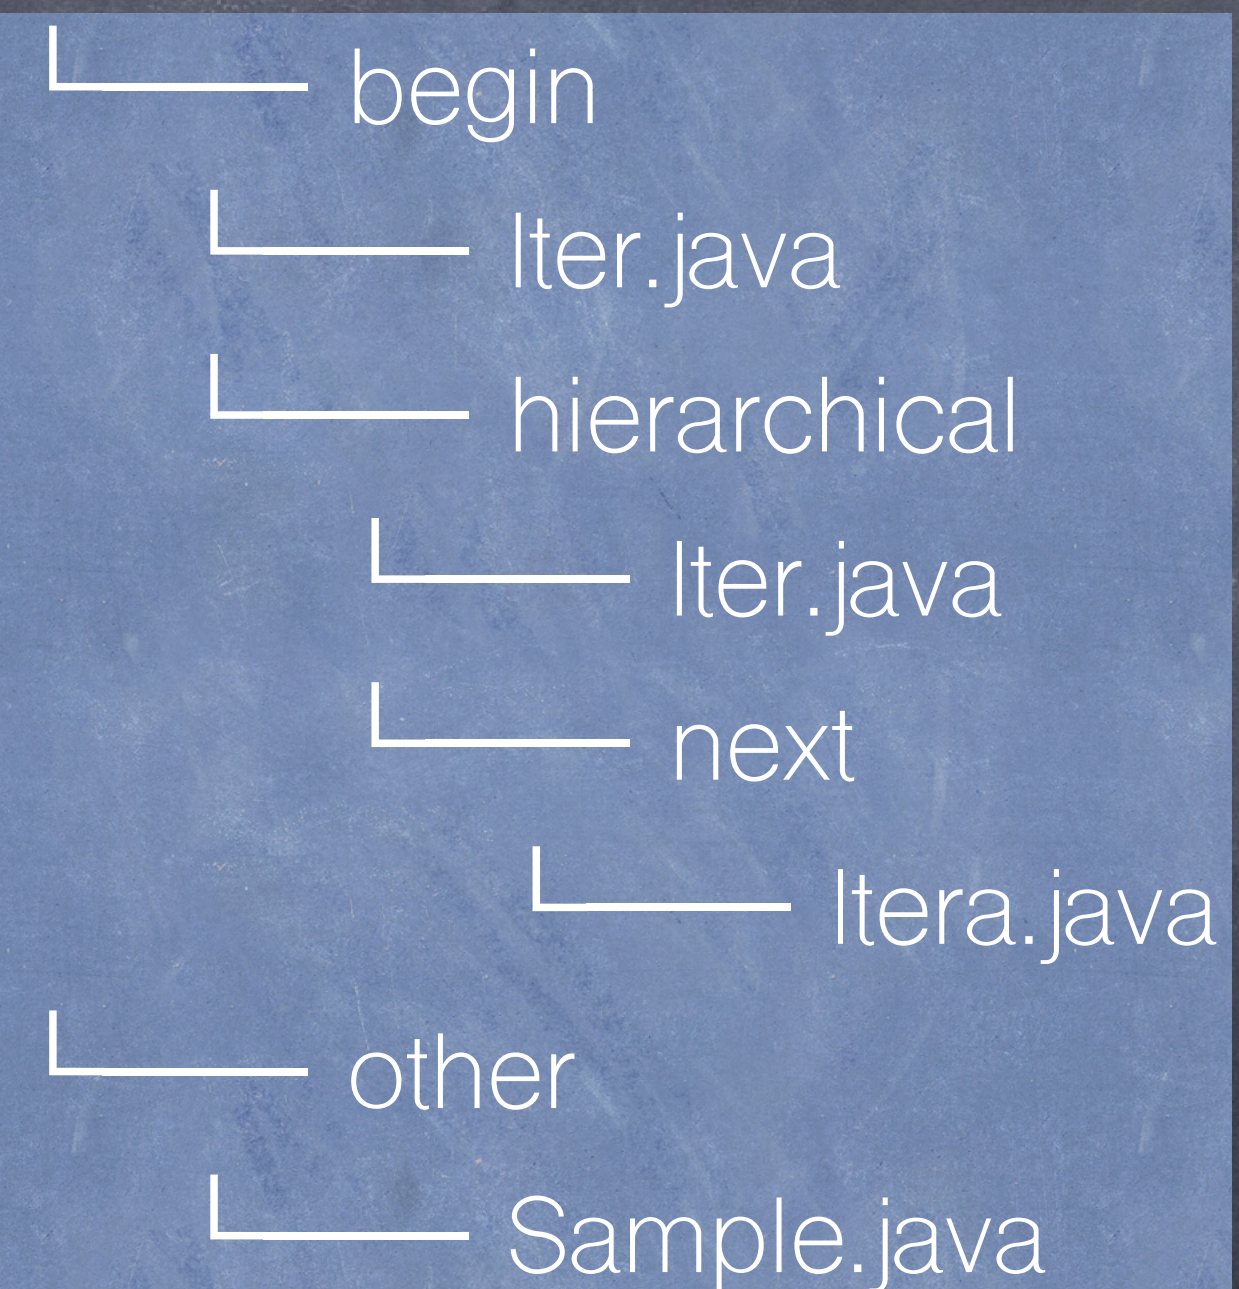 begin
Iter.java
hierarchical
Iter.java
next
Itera.java
other
Sample.java